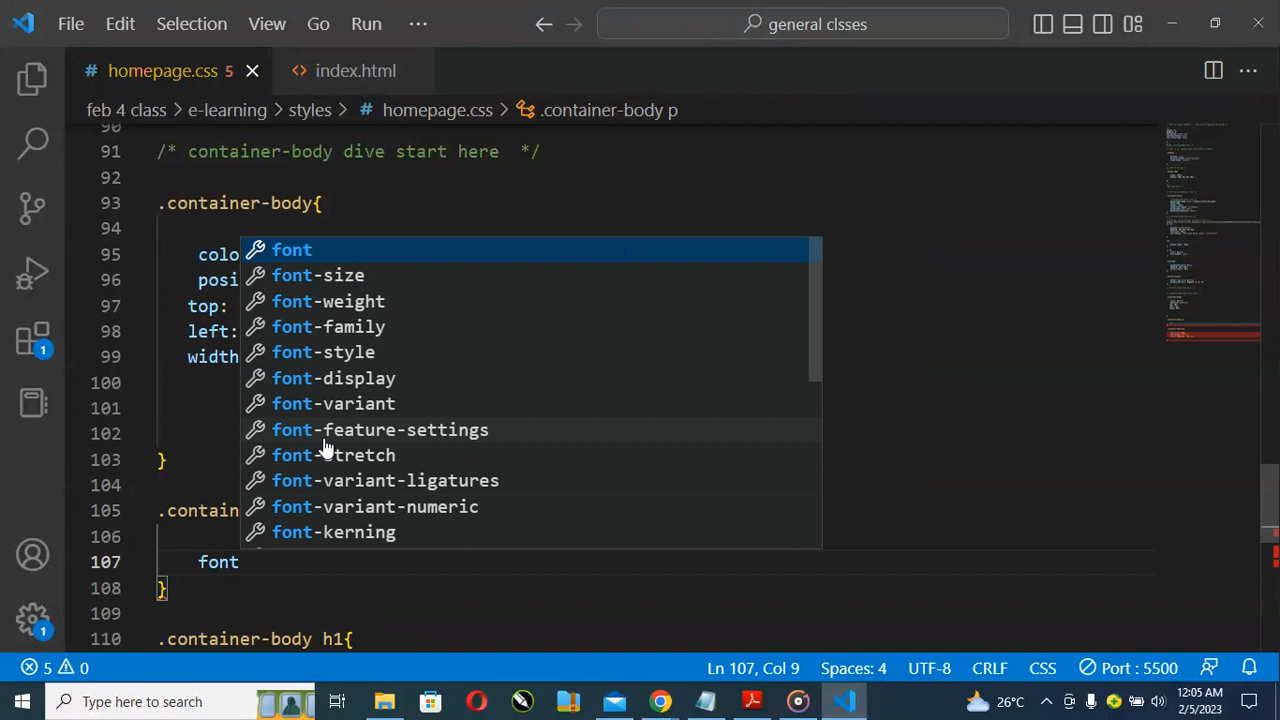 File Edit Selection View Go Run ··· general clsses
# homepage.css 5 <> index.html
feb 4 class > e-learning > styles > # homepage.css > .container-body p
90
91 /* container-body dive start here */
92
93 .container-body{
94
95 colo
96 posi
97 top:
98 left:
99 width
100
101
102
103 }
104
105 .conta
106
107 font
108 }
109
110 .container-body h1{
font
font-size
font-weight
font-family
font-style
font-display
font-variant
font-feature-settings
font-stretch
font-variant-ligatures
font-variant-numeric
font-kerning
1
1
5 0 Ln 107, Col 9 Spaces: 4 UTF-8 CRLF CSS Port : 5500
Type here to search 26°C 12:05 AM
2/5/2023